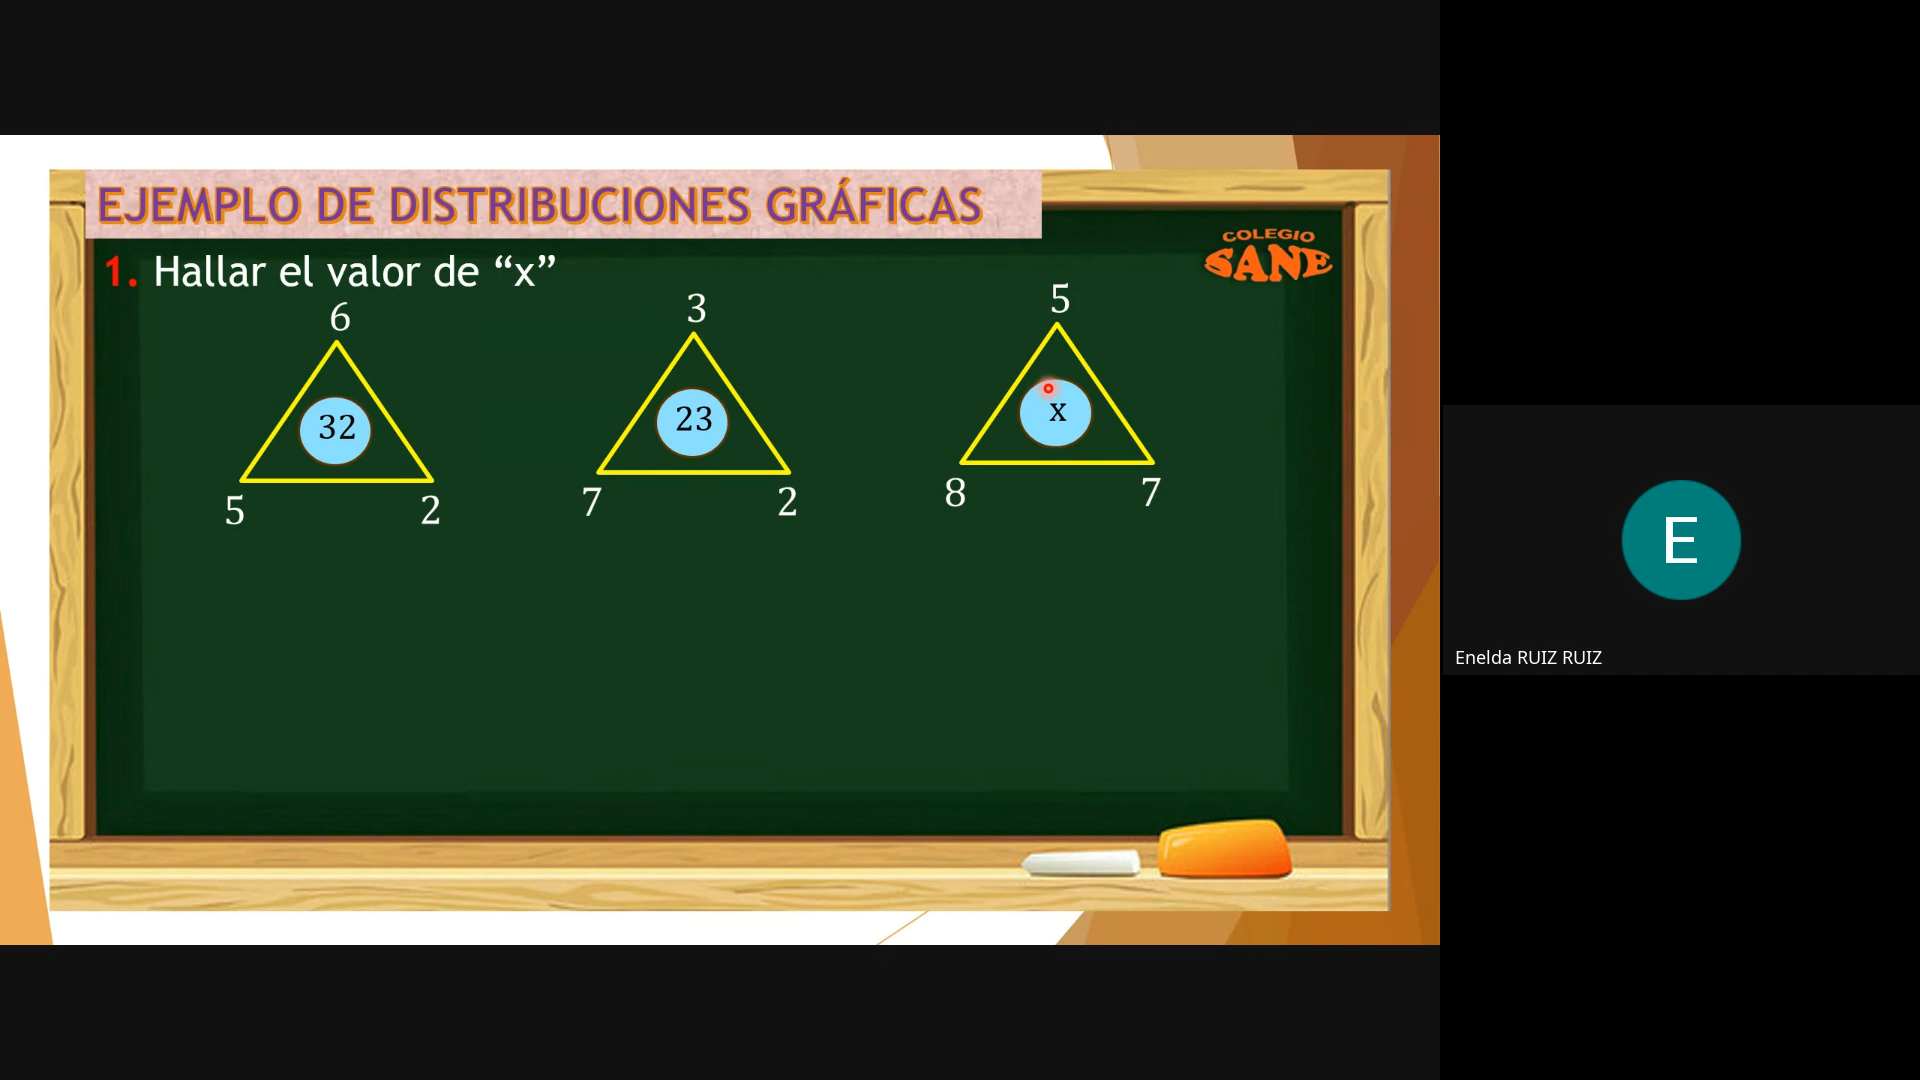 EJEMPLO DE DISTRIBUCIONES GRÁFICAS
COLEGIO
SANE
1. Hallar el valor de “x”
6
3
5
32
23
x
5
2
7
2
8
7
E
Enelda RUIZ RUIZ